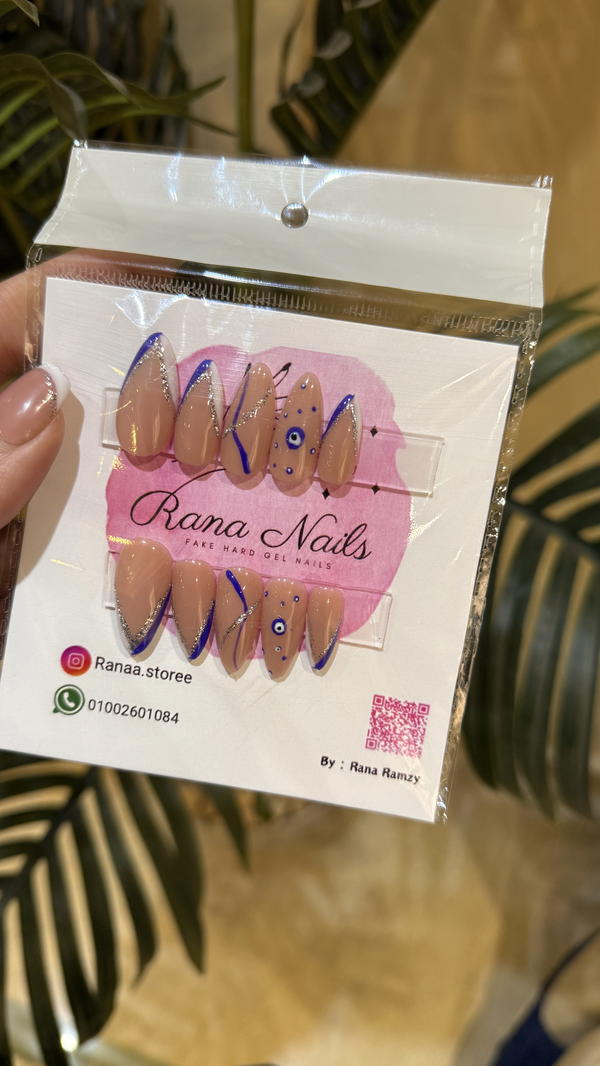 Rana Nails
FAKE HARD GEL NAILS
Ranaa.storee
01002601084
By : Rana Ramzy